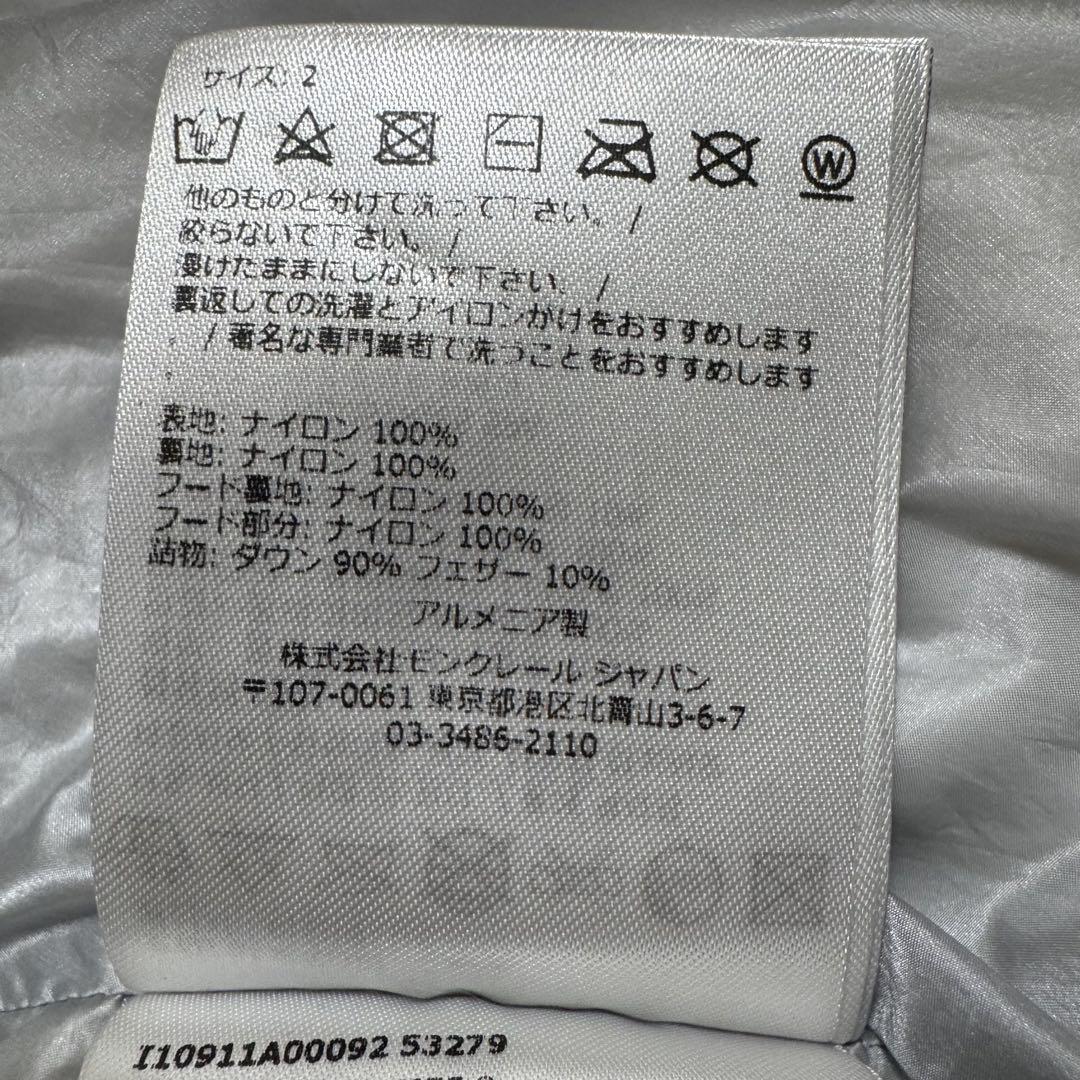 サイズ: 2
W
他のものと分けて洗って下さい。/
絞らないで下さい。/
漬けたままにしないで下さい。/
裏返しての洗濯とアイロンがけをおすすめします
。/ 著名な専門業者で洗うことをおすすめします
。
表地: ナイロン 100%
裏地: ナイロン 100%
フード裏地: ナイロン 100%
フード部分: ナイロン 100%
詰物: ダウン 90% フェザー 10%
アルメニア製
株式会社モンクレール ジャパン
〒107-0061 東京都港区北青山3-6-7
03-3486-2110
I10911A00092 53279